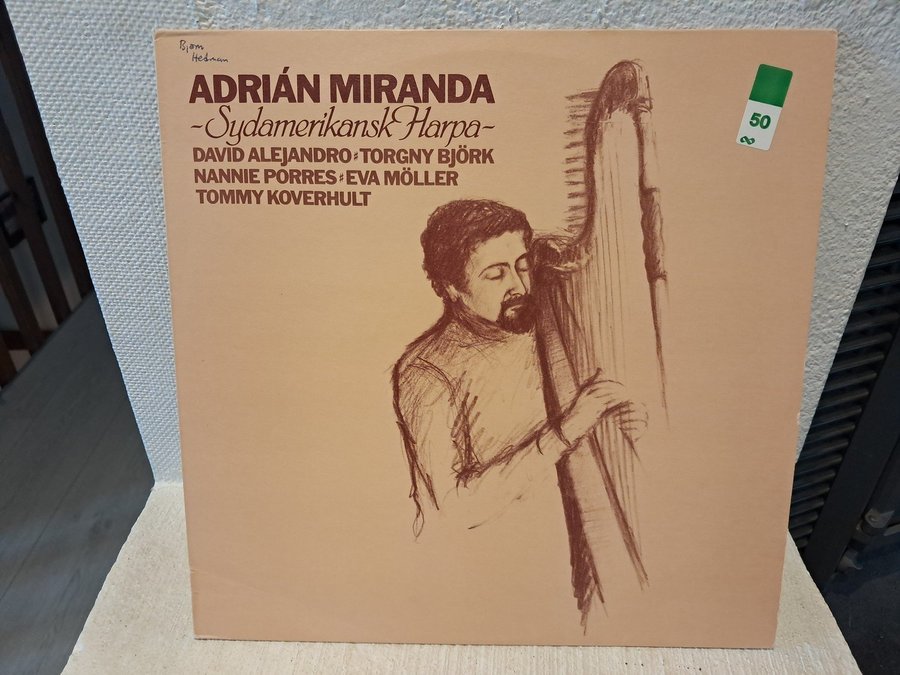 Björn
Hedman
ADRIÁN MIRANDA
~Sydamerikansk Harpa~
DAVID ALEJANDRO TORGNY BJÖRK
NANNIE PORRES EVA MÖLLER
TOMMY KOVERHULT
50